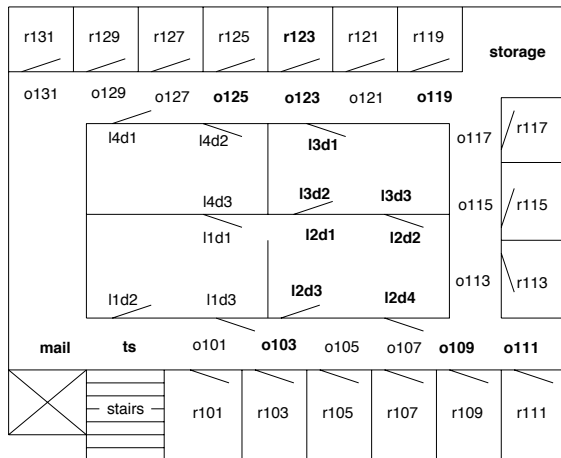 r131 r129 r127 r125 r123 r121 r119
storage
o131 o129 o127 o125 o123 o121 o119
r117
o117
l4d1 l4d2 l3d1
l4d3 l3d2 l3d3
r115
o115
l1d1 l2d1 l2d2
o113 r113
l1d2 l1d3 l2d3 l2d4
mail ts o101 o103 o105 o107 o109 o111
stairs r101 r103 r105 r107 r109 r111